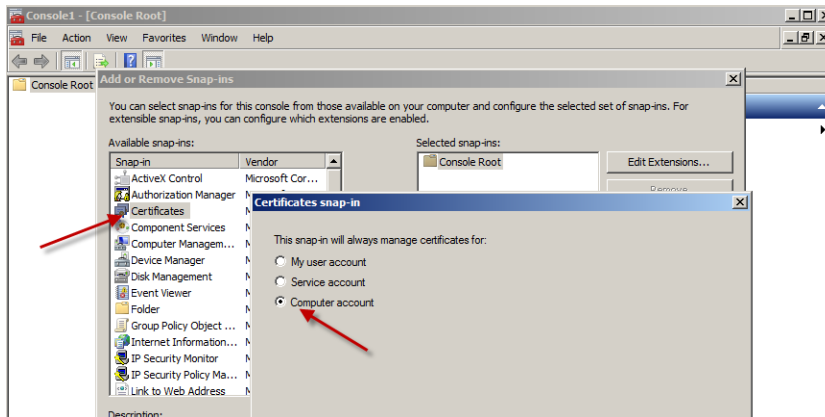 Console1 - [Console Root]
File Action View Favorites Window Help
Console Root
Add or Remove Snap-ins
You can select snap-ins for this console from those available on your computer and configure the selected set of snap-ins. For
extensible snap-ins, you can configure which extensions are enabled.
Available snap-ins:
Selected snap-ins:
Snap-in Vendor
Console Root
Edit Extensions...
ActiveX Control Microsoft Cor...
Remove
Authorization Manager
Certificates
Component Services
Computer Managem...
Device Manager
Disk Management
Event Viewer
Folder
Group Policy Object ...
Internet Information...
IP Security Monitor
IP Security Policy Ma...
Link to Web Address
Description:
Certificates snap-in
This snap-in will always manage certificates for:
My user account
Service account
Computer account